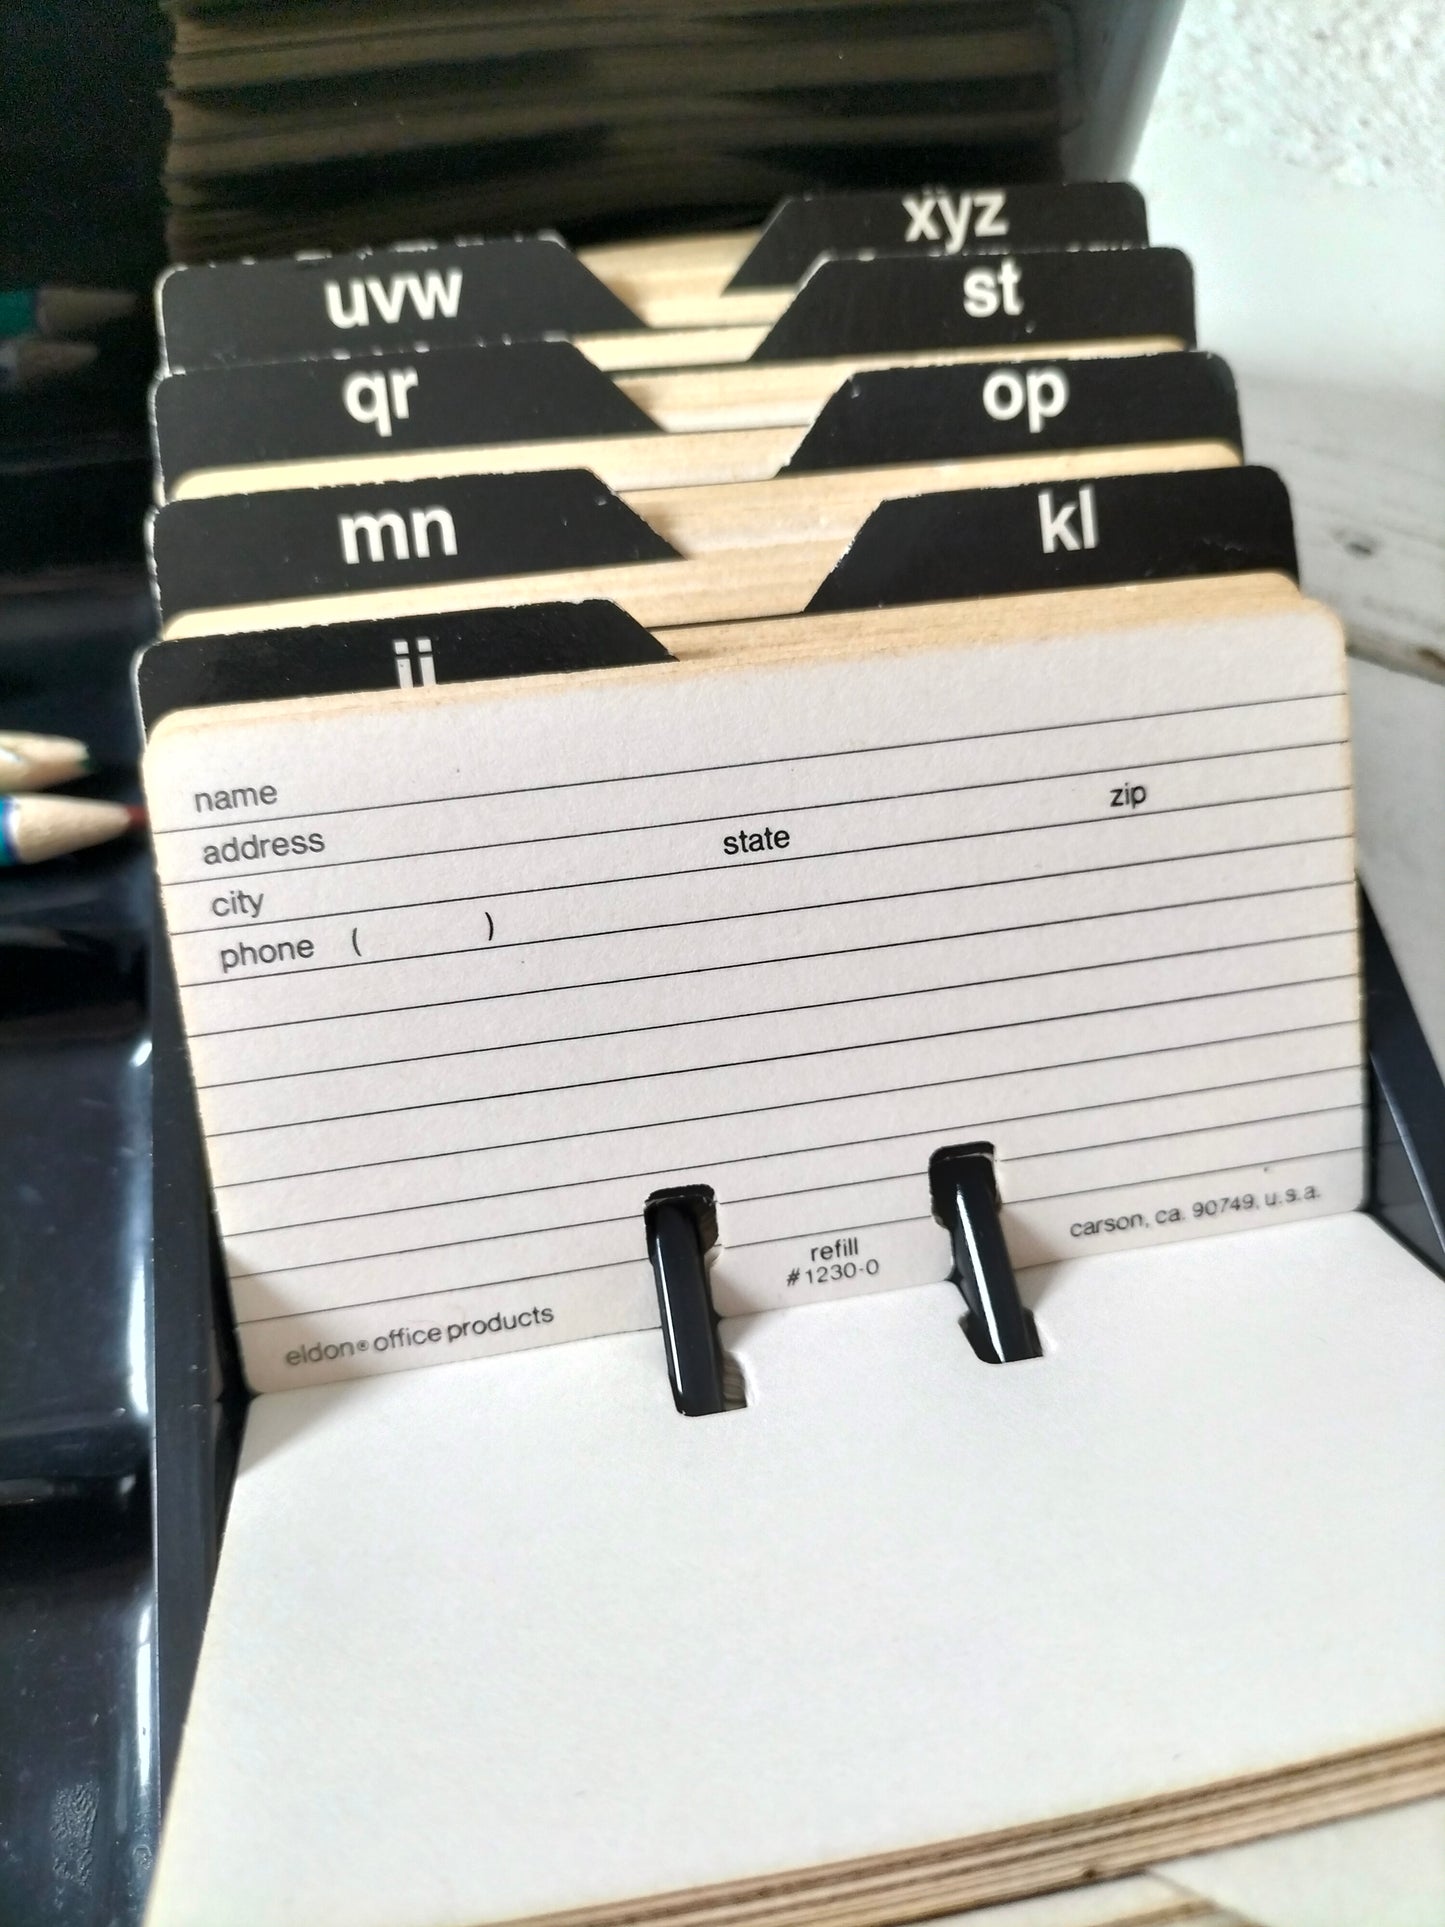 xyz
uvw
st
qr
op
mn
kl
ij
name
address
city state zip
phone ( )
eldon® office products
refill
#1230-0
carson, ca. 90749, u.s.a.